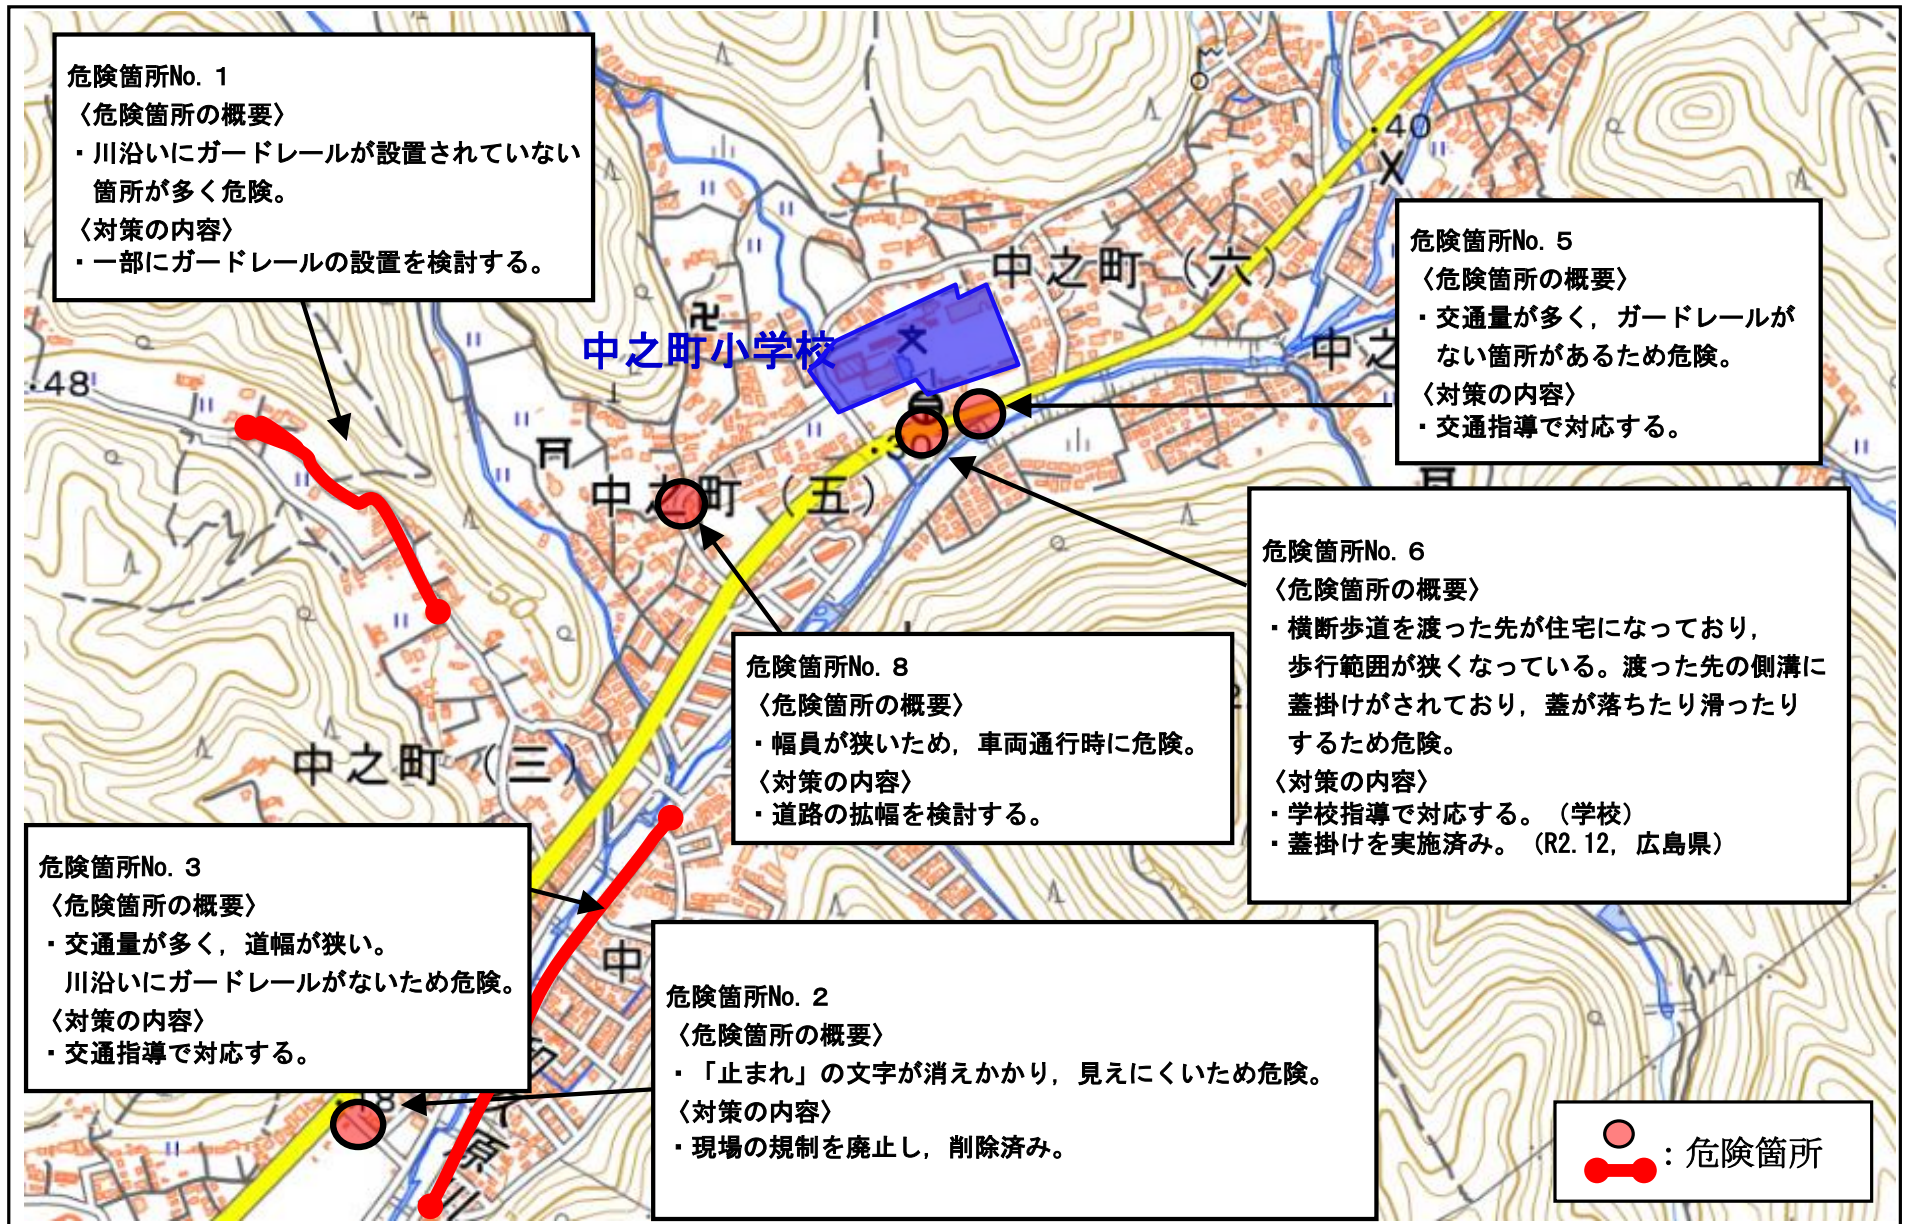 危険箇所No. 1
〈危険箇所の概要〉
・川沿いにガードレールが設置されていない
箇所が多く危険。
〈対策の内容〉
・一部にガードレールの設置を検討する。
・40
危険箇所No. 5
〈危険箇所の概要〉
・交通量が多く，ガードレールが
ない箇所があるため危険。
〈対策の内容〉
・交通指導で対応する。
中之町（六）
中之町小学校
中之
・48
中之町（五）
50
危険箇所No. 6
〈危険箇所の概要〉
・横断歩道を渡った先が住宅になっており，
歩行範囲が狭くなっている。渡った先の側溝に
蓋掛けがされており，蓋が落ちたり滑ったり
するため危険。
〈対策の内容〉
・学校指導で対応する。（学校）
・蓋掛けを実施済み。（R2.12，広島県）
危険箇所No. 8
〈危険箇所の概要〉
・幅員が狭いため，車両通行時に危険。
〈対策の内容〉
・道路の拡幅を検討する。
中之町（三）
危険箇所No. 3
〈危険箇所の概要〉
・交通量が多く，道幅が狭い。
川沿いにガードレールがないため危険。
〈対策の内容〉
・交通指導で対応する。
中
危険箇所No. 2
〈危険箇所の概要〉
・「止まれ」の文字が消えかかり，見えにくいため危険。
〈対策の内容〉
・現場の規制を廃止し，削除済み。
原川
：危険箇所